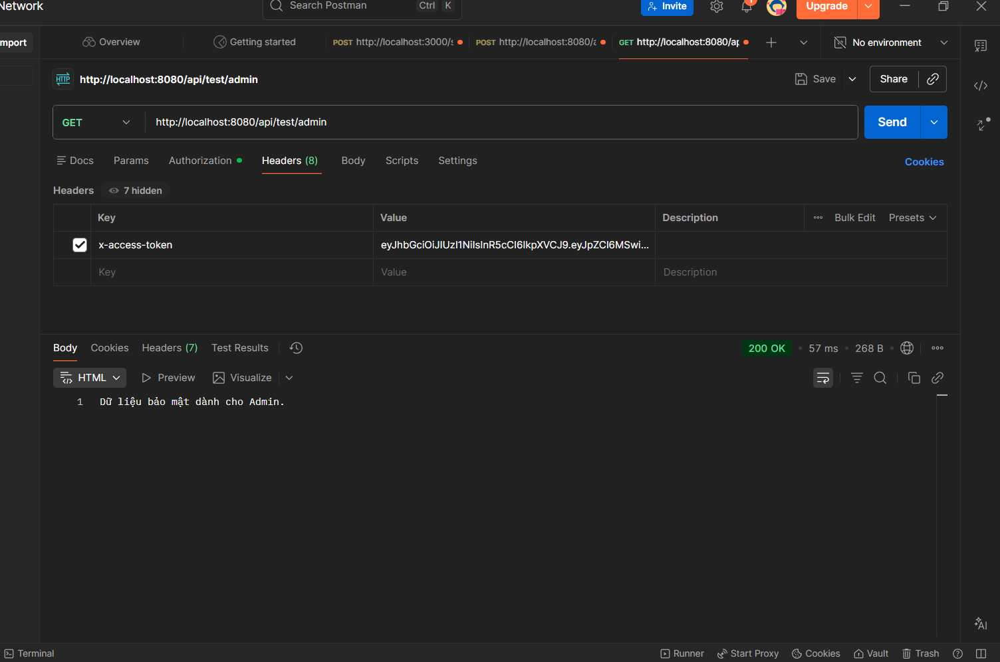 Network
Search Postman Ctrl K
Invite
1
Upgrade
mport
Overview
Getting started
POST http://localhost:3000/s
POST http://localhost:8080/a
GET http://localhost:8080/ap
No environment
HTTP http://localhost:8080/api/test/admin
Save
Share
GET http://localhost:8080/api/test/admin
Send
Docs Params Authorization Headers (8) Body Scripts Settings
Cookies
Headers 7 hidden
Key Value Description Bulk Edit Presets
x-access-token eyJhbGciOiJIUzI1NiIsInR5cCI6IkpXVCJ9.eyJpZCI6MSwi...
Key Value Description
Body Cookies Headers (7) Test Results
200 OK • 57 ms • 268 B
HTML Preview Visualize
1 Dữ liệu bảo mật dành cho Admin.
AI
Terminal
Runner Start Proxy Cookies Vault Trash